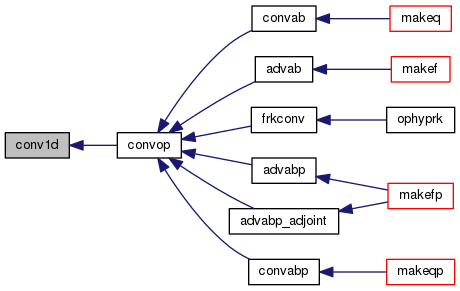 convab
makeq
advab
makef
frkconv
ophyprk
conv1d
convop
advabp
makefp
advabp_adjoint
convabp
makeqp